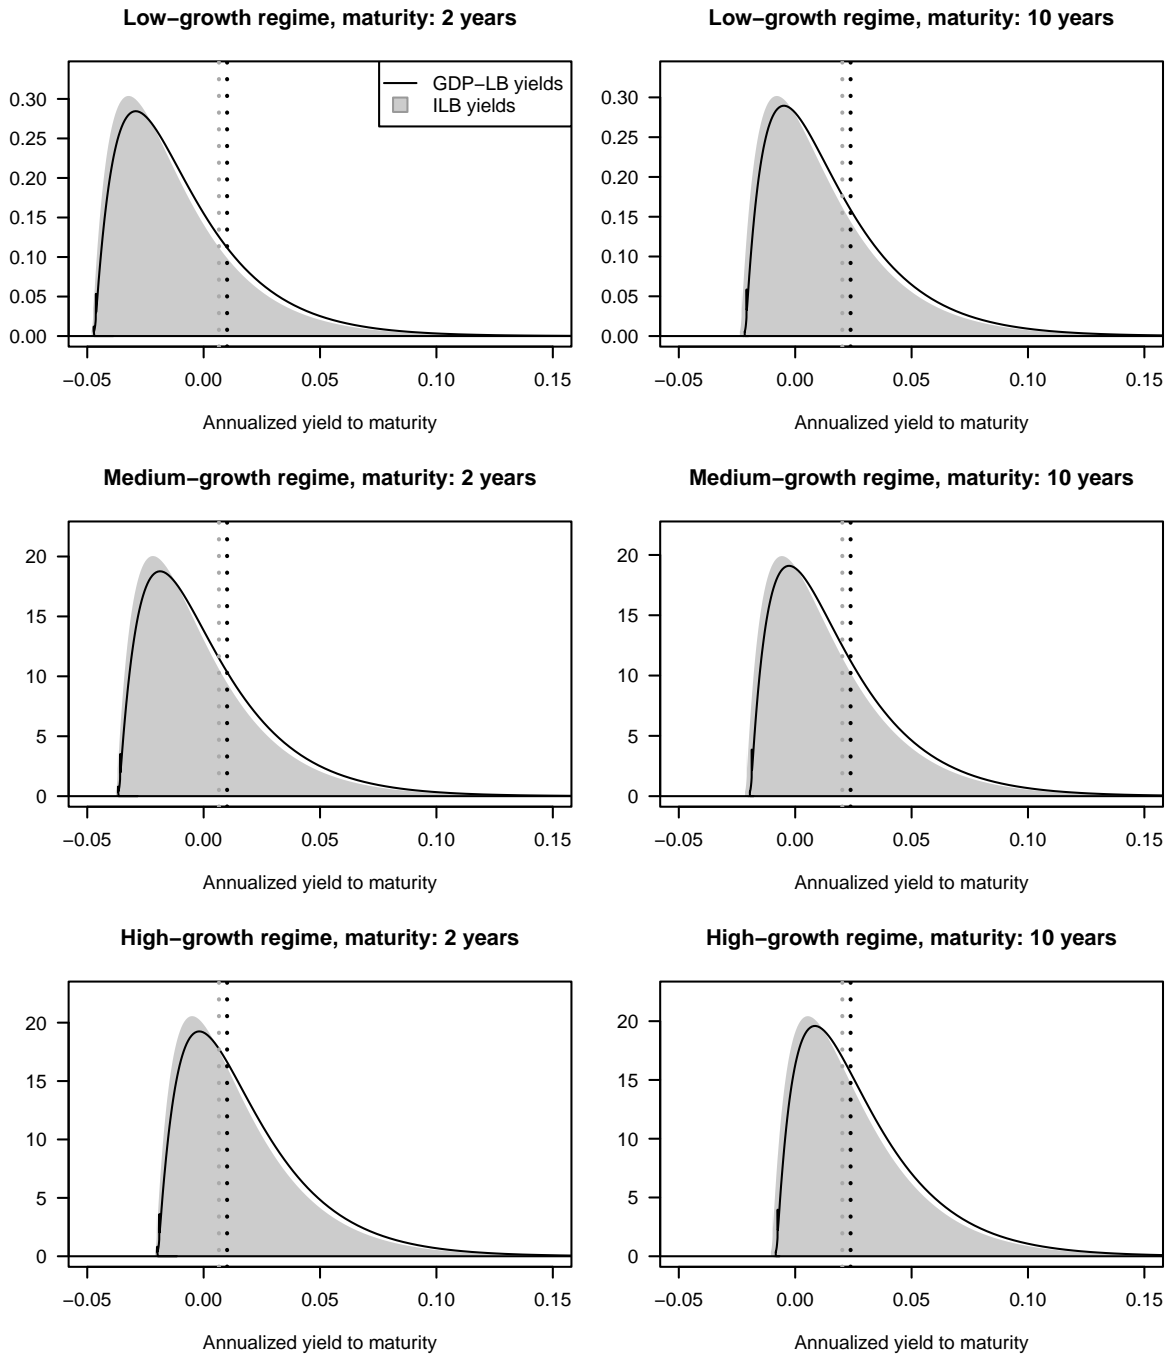 Low−growth regime, maturity: 2 years
GDP−LB yields
ILB yields
0.30
0.25
0.20
0.15
0.10
0.05
0.00
−0.05 0.00 0.05 0.10 0.15
Annualized yield to maturity
Low−growth regime, maturity: 10 years
0.30
0.25
0.20
0.15
0.10
0.05
0.00
−0.05 0.00 0.05 0.10 0.15
Annualized yield to maturity
Medium−growth regime, maturity: 2 years
20
15
10
5
0
−0.05 0.00 0.05 0.10 0.15
Annualized yield to maturity
Medium−growth regime, maturity: 10 years
20
15
10
5
0
−0.05 0.00 0.05 0.10 0.15
Annualized yield to maturity
High−growth regime, maturity: 2 years
20
15
10
5
0
−0.05 0.00 0.05 0.10 0.15
Annualized yield to maturity
High−growth regime, maturity: 10 years
20
15
10
5
0
−0.05 0.00 0.05 0.10 0.15
Annualized yield to maturity